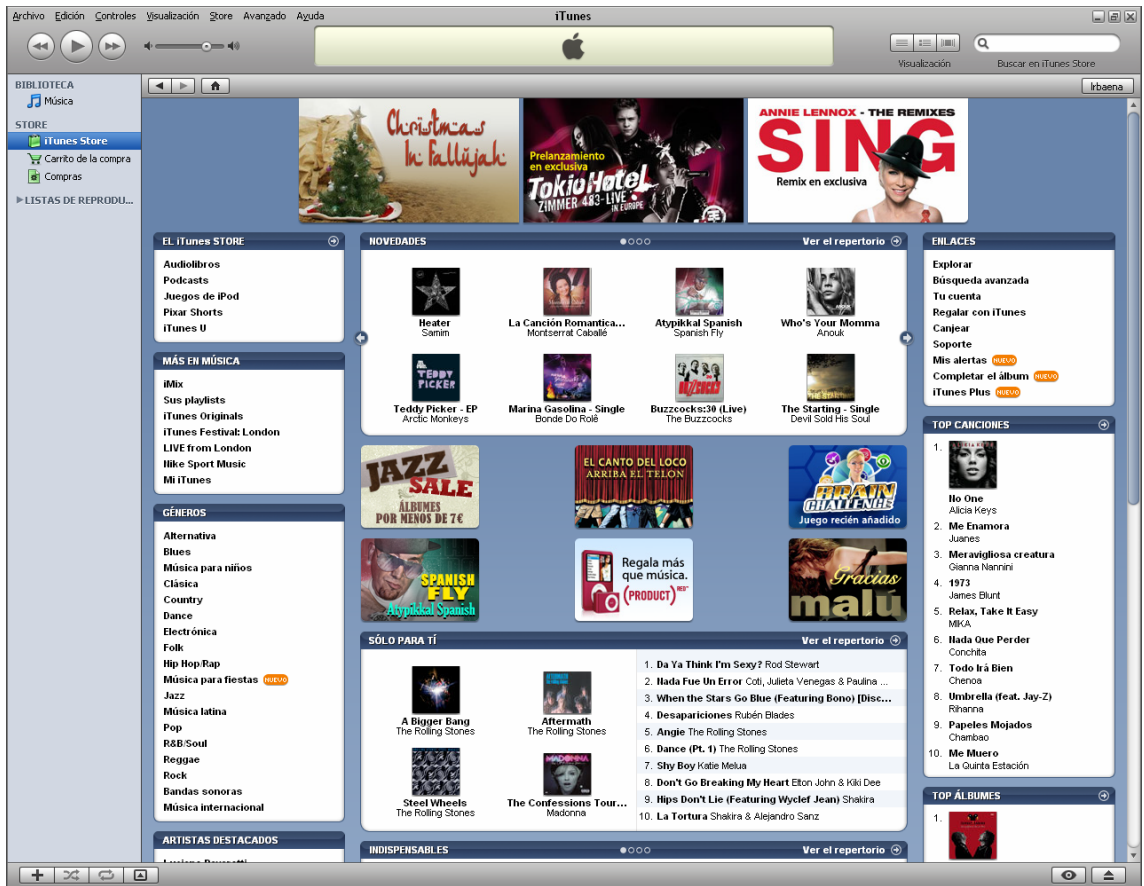 Archivo Edición Controles Visualización Store Avanzado Ayuda
iTunes
Visualización
Buscar en iTunes Store
BIBLIOTECA
Música
STORE
iTunes Store
Carrito de la compra
Compras
LISTAS DE REPRODU...
lrbaena
Christmas
In Fallujah
Prelanzamiento
en exclusiva
Tokio Hotel
ZIMMER 483-LIVE
IN EUROPE
ANNIE LENNOX - THE REMIXES
SING
Remix en exclusiva
EL iTunes STORE
Audiolibros
Podcasts
Juegos de iPod
Pixar Shorts
iTunes U
MÁS EN MÚSICA
iMix
Sus playlists
iTunes Originals
iTunes Festival: London
LIVE from London
Nike Sport Music
Mi iTunes
GÉNEROS
Alternativa
Blues
Música para niños
Clásica
Country
Dance
Electrónica
Folk
Hip Hop/Rap
Música para fiestas NUEVO
Jazz
Música latina
Pop
R&B/Soul
Reggae
Rock
Bandas sonoras
Música internacional
ARTISTAS DESTACADOS
NOVEDADES
Ver el repertorio
Heater
Samim
La Canción Romantica...
Montserrat Caballé
Atypikkal Spanish
Spanish Fly
Who's Your Momma
Anouk
TEDDY
PICKER
Teddy Picker - EP
Arctic Monkeys
Marina Gasolina - Single
Bonde Do Rolê
BUZZCOCKS
Buzzcocks:30 (Live)
The Buzzcocks
The Starting - Single
Devil Sold His Soul
JAZZ
SALE
ÁLBUMES
POR MENOS DE 7€
EL CANTO DEL LOCO
ARRIBA EL TELON
BRAIN
CHALLENGE
Juego recién añadido
SPANISH
FLY
Atypikkal Spanish
Regala más
que música.
(PRODUCT)RED
Gracias
malú
SÓLO PARA TÍ
Ver el repertorio
A Bigger Bang
The Rolling Stones
AFTERMATH
Aftermath
The Rolling Stones
Steel Wheels
The Rolling Stones
MADONNA
The Confessions Tour...
Madonna
1. Da Ya Think I'm Sexy? Rod Stewart
2. Nada Fue Un Error Coti, Julieta Venegas & Paulina ...
3. When the Stars Go Blue (Featuring Bono) [Disc...
4. Desapariciones Rubén Blades
5. Angie The Rolling Stones
6. Dance (Pt. 1) The Rolling Stones
7. Shy Boy Katie Melua
8. Don't Go Breaking My Heart Elton John & Kiki Dee
9. Hips Don't Lie (Featuring Wyclef Jean) Shakira
10. La Tortura Shakira & Alejandro Sanz
INDISPENSABLES
Ver el repertorio
ENLACES
Explorar
Búsqueda avanzada
Tu cuenta
Regalar con iTunes
Canjear
Soporte
Mis alertas NUEVO
Completar el álbum NUEVO
iTunes Plus NUEVO
TOP CANCIONES
1.
No One
Alicia Keys
2. Me Enamora
Juanes
3. Meravigliosa creatura
Gianna Nannini
4. 1973
James Blunt
5. Relax, Take It Easy
MIKA
6. Nada Que Perder
Conchita
7. Todo Irá Bien
Chenoa
8. Umbrella (feat. Jay-Z)
Rihanna
9. Papeles Mojados
Chambao
10. Me Muero
La Quinta Estación
TOP ÁLBUMES
1.